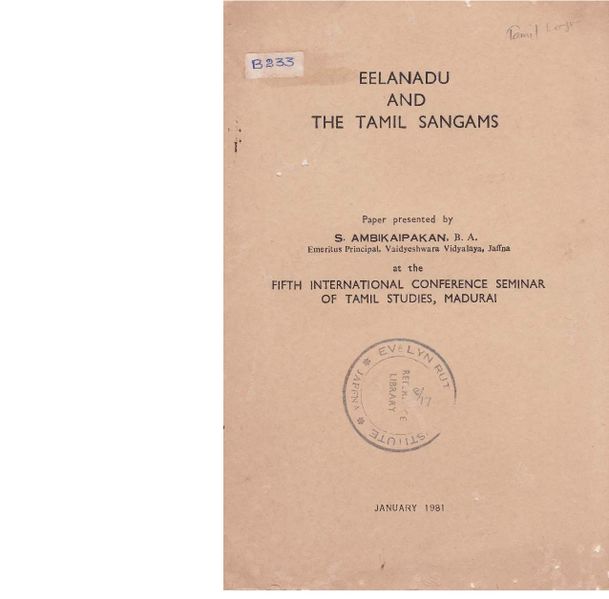 Tamil
B233
EELANADU
AND
THE TAMIL SANGAMS
Paper presented by
S. AMBIKAIPAKAN, B. A.
Emeritus Principal, Vaidyeshwara Vidyalaya, Jaffna
at the
FIFTH INTERNATIONAL CONFERENCE SEMINAR
OF TAMIL STUDIES, MADURAI
EVELYN RUT
JAFFNA
LIBRARY
JANUARY 1981